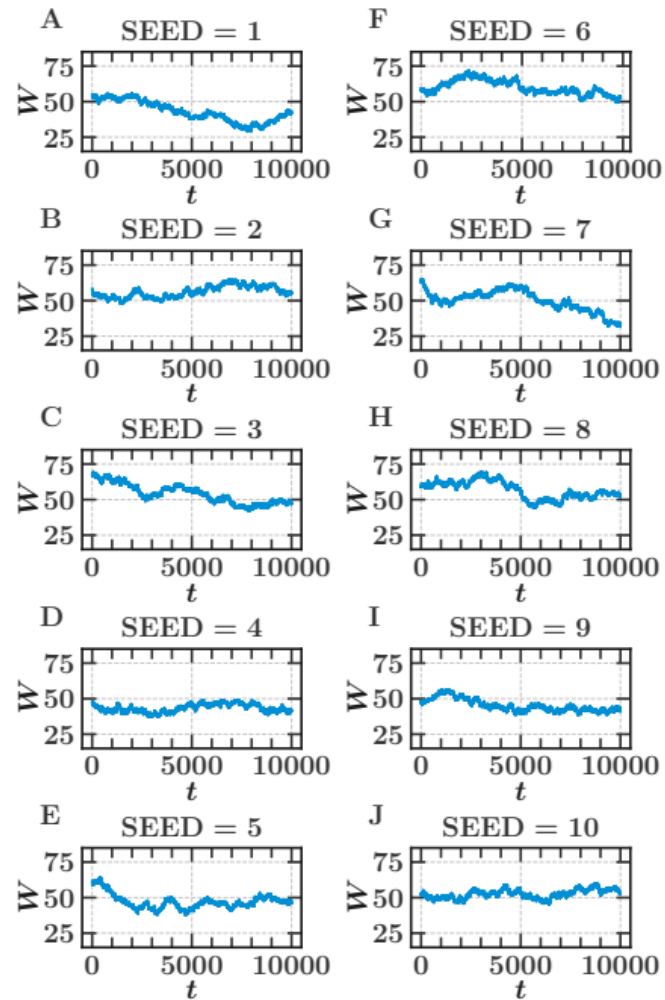 A SEED = 1
75
50
25
W
0 5000 10000
t
F SEED = 6
75
50
25
W
0 5000 10000
t
B SEED = 2
75
50
25
W
0 5000 10000
t
G SEED = 7
75
50
25
W
0 5000 10000
t
C SEED = 3
75
50
25
W
0 5000 10000
t
H SEED = 8
75
50
25
W
0 5000 10000
t
D SEED = 4
75
50
25
W
0 5000 10000
t
I SEED = 9
75
50
25
W
0 5000 10000
t
E SEED = 5
75
50
25
W
0 5000 10000
t
J SEED = 10
75
50
25
W
0 5000 10000
t